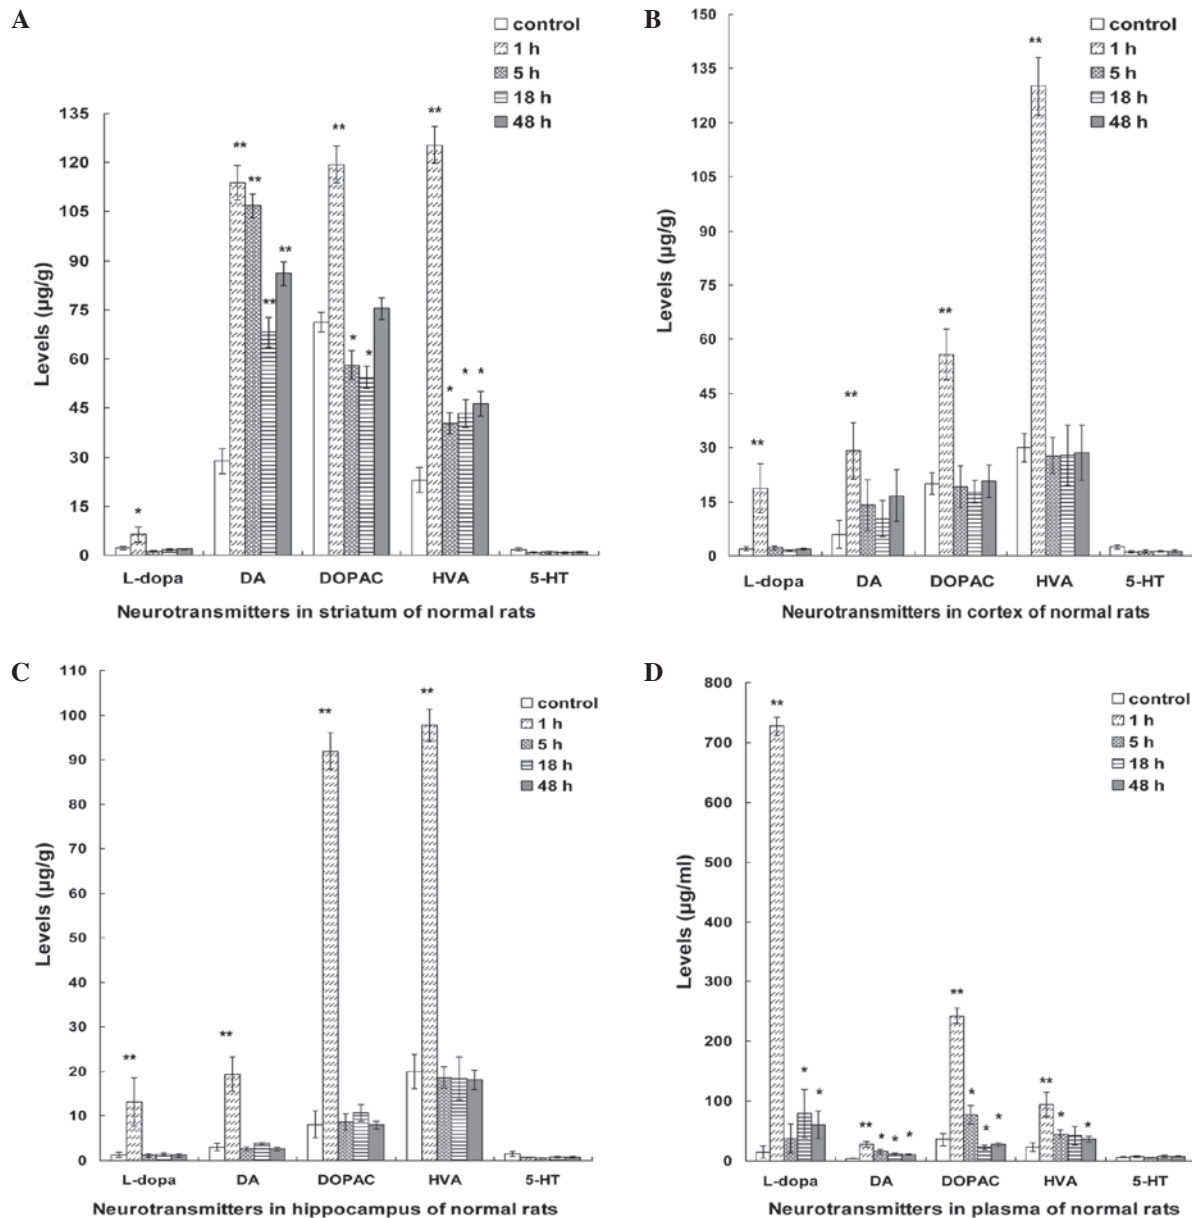 A
control
1 h
5 h
18 h
48 h
Levels (µg/g)
135
120
105
90
75
60
45
30
15
0
*
**
**
**
**
**
*
*
**
*
*
*
L-dopa DA DOPAC HVA 5-HT
Neurotransmitters in striatum of normal rats
B
control
1 h
5 h
18 h
48 h
Levels (µg/g)
150
135
120
105
90
75
60
45
30
15
0
**
**
**
**
L-dopa DA DOPAC HVA 5-HT
Neurotransmitters in cortex of normal rats
C
control
1 h
5 h
18 h
48 h
Levels (µg/g)
110
100
90
80
70
60
50
40
30
20
10
0
**
**
**
**
L-dopa DA DOPAC HVA 5-HT
Neurotransmitters in hippocampus of normal rats
D
control
1 h
5 h
18 h
48 h
Levels (µg/ml)
800
700
600
800
400
300
200
100
0
**
*
*
**
*
*
*
**
*
*
*
**
*
*
L-dopa DA DOPAC HVA 5-HT
Neurotransmitters in plasma of normal rats